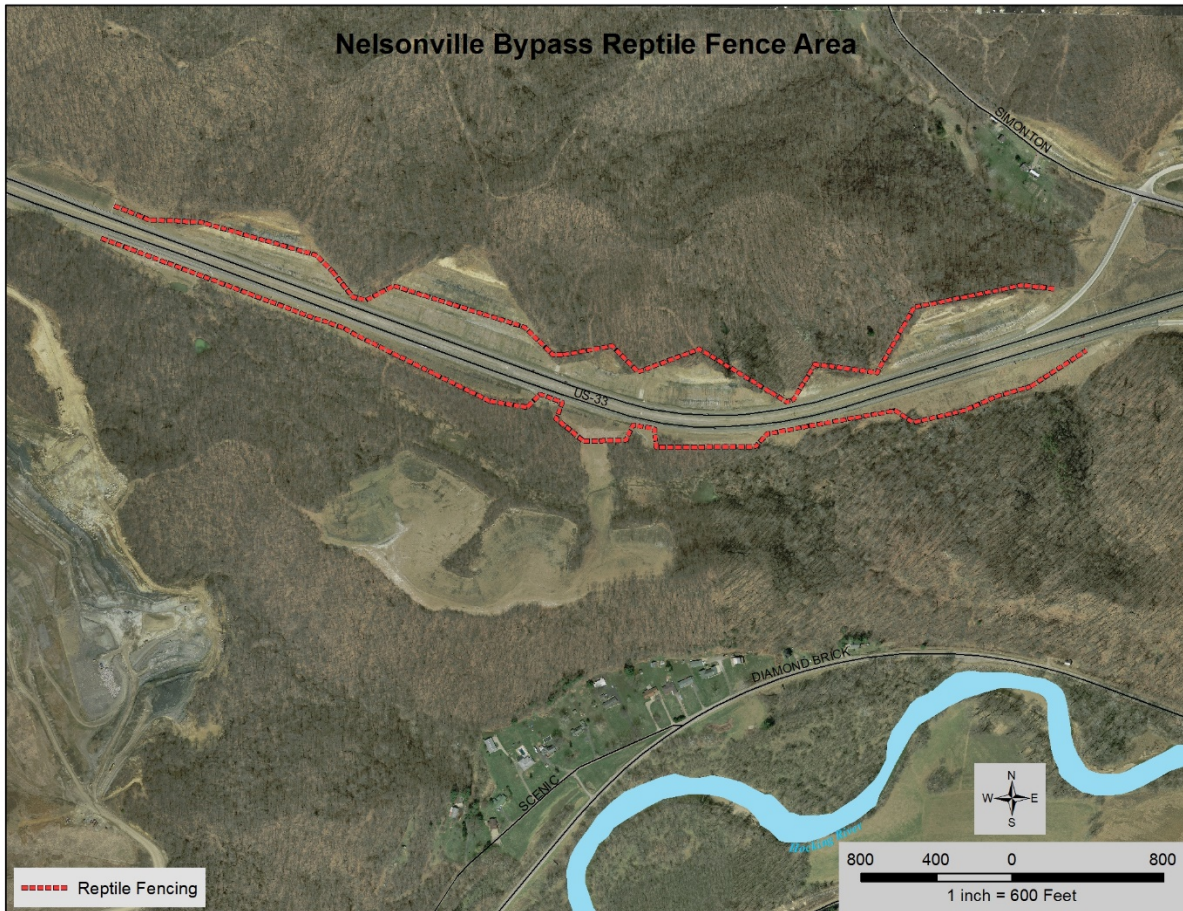 Nelsonville Bypass Reptile Fence Area
SIMONTON
US-33
DIAMOND BRICK
SCENIC
N
W E
S
Reptile Fencing
800 400 0 800
1 inch = 600 Feet